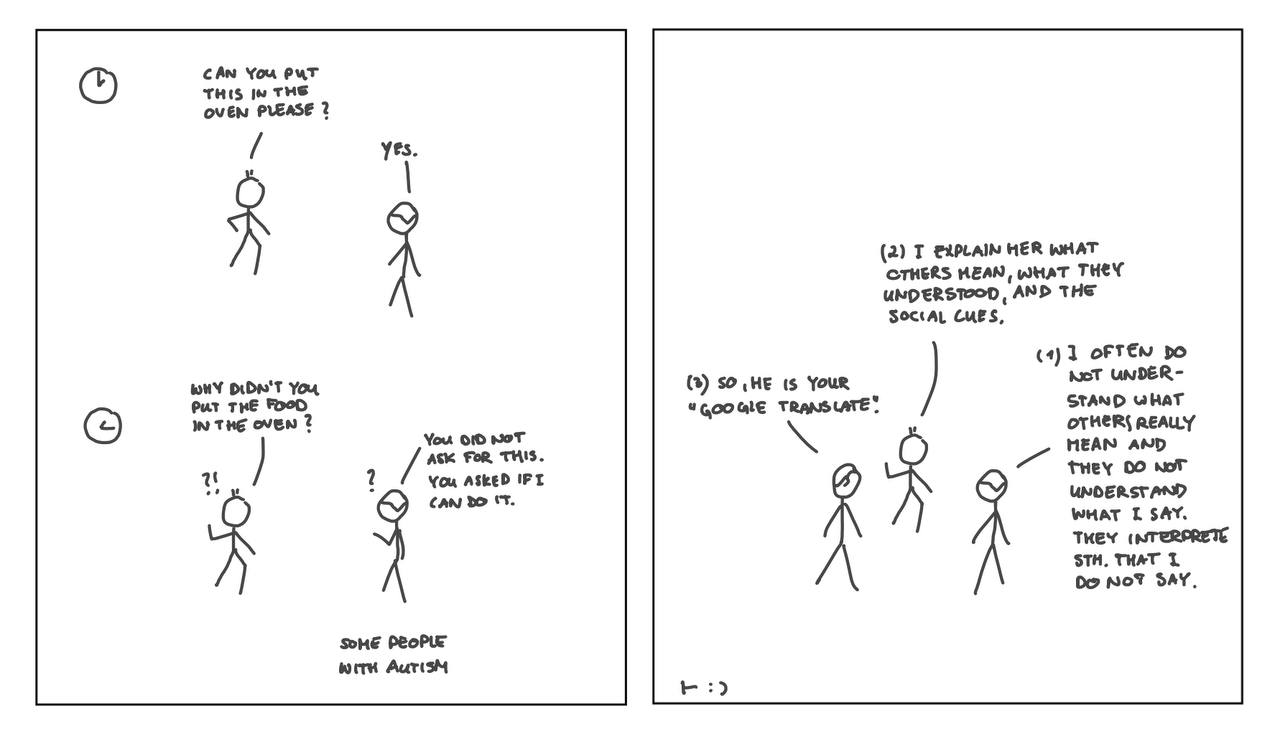 CAN YOU PUT
THIS IN THE
OVEN PLEASE?
YES.
WHY DIDN'T YOU
PUT THE FOOD
IN THE OVEN?
?!
?
YOU DID NOT
ASK FOR THIS.
YOU ASKED IF I
CAN DO IT.
SOME PEOPLE
WITH AUTISM
(1) I OFTEN DO
NOT UNDER-
STAND WHAT
OTHERS REALLY
MEAN AND
THEY DO NOT
UNDERSTAND
WHAT I SAY.
THEY INTERPRETE
STH. THAT I
DO NOT SAY.
(2) I EXPLAIN HER WHAT
OTHERS MEAN, WHAT THEY
UNDERSTOOD, AND THE
SOCIAL CUES.
(3) SO, HE IS YOUR
"GOOGLE TRANSLATE".
:)